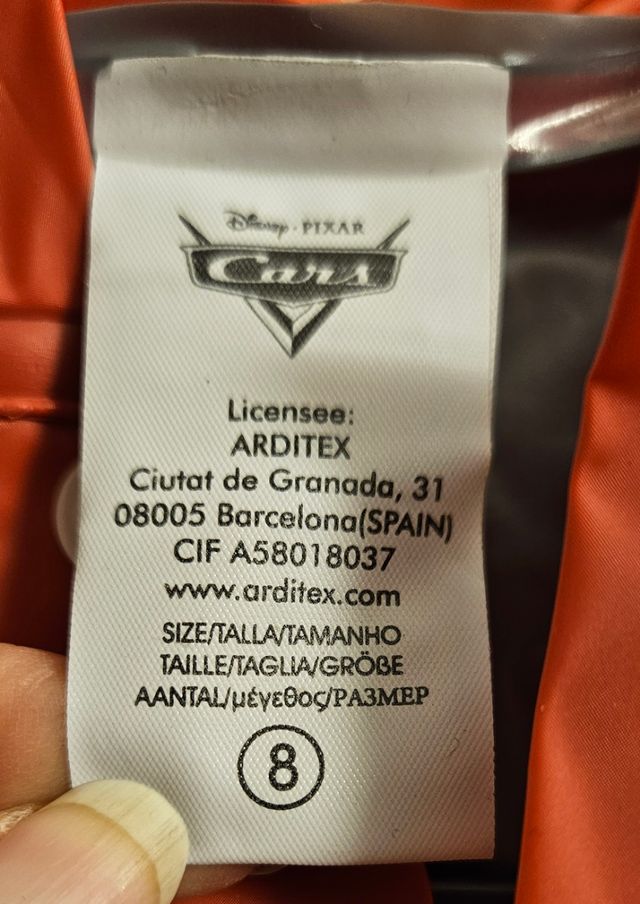 Disney · PIXAR
Cars
Licensee:
ARDITEX
Ciutat de Granada, 31
08005 Barcelona(SPAIN)
CIF A58018037
www.arditex.com
SIZE/TALLA/TAMANHO
TAILLE/TAGLIA/GRÖßE
AANTAL/μέγεθος/РАЗМЕР
8